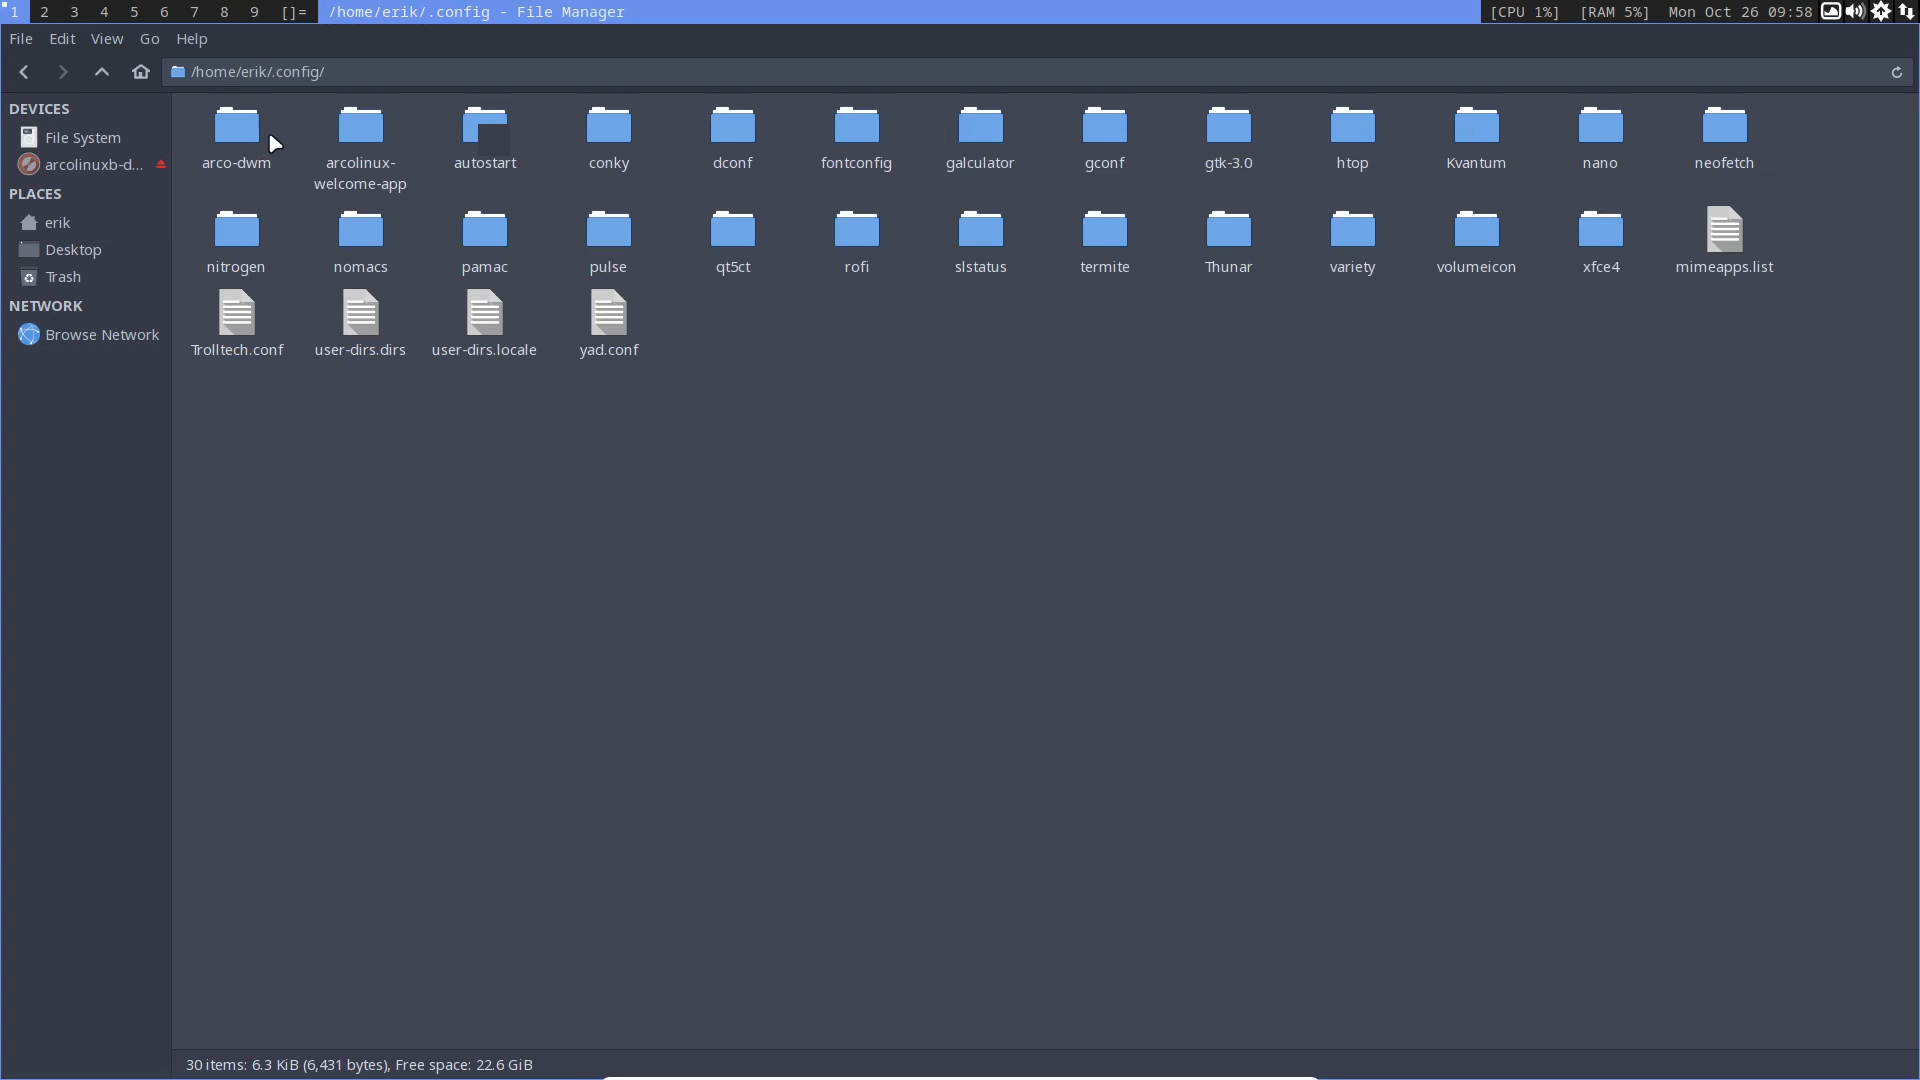 1 2 3 4 5 6 7 8 9 []= /home/erik/.config - File Manager [CPU 1%] [RAM 5%] Mon Oct 26 09:58
File Edit View Go Help
/home/erik/.config/
DEVICES
File System
arcolinuxb-d...
PLACES
erik
Desktop
Trash
NETWORK
Browse Network
arco-dwm
arcolinux-
welcome-app
autostart
conky
dconf
fontconfig
galculator
gconf
gtk-3.0
htop
Kvantum
nano
neofetch
nitrogen
nomacs
pamac
pulse
qt5ct
rofi
slstatus
termite
Thunar
variety
volumeicon
xfce4
mimeapps.list
Trolltech.conf
user-dirs.dirs
user-dirs.locale
yad.conf
30 items: 6.3 KiB (6,431 bytes), Free space: 22.6 GiB